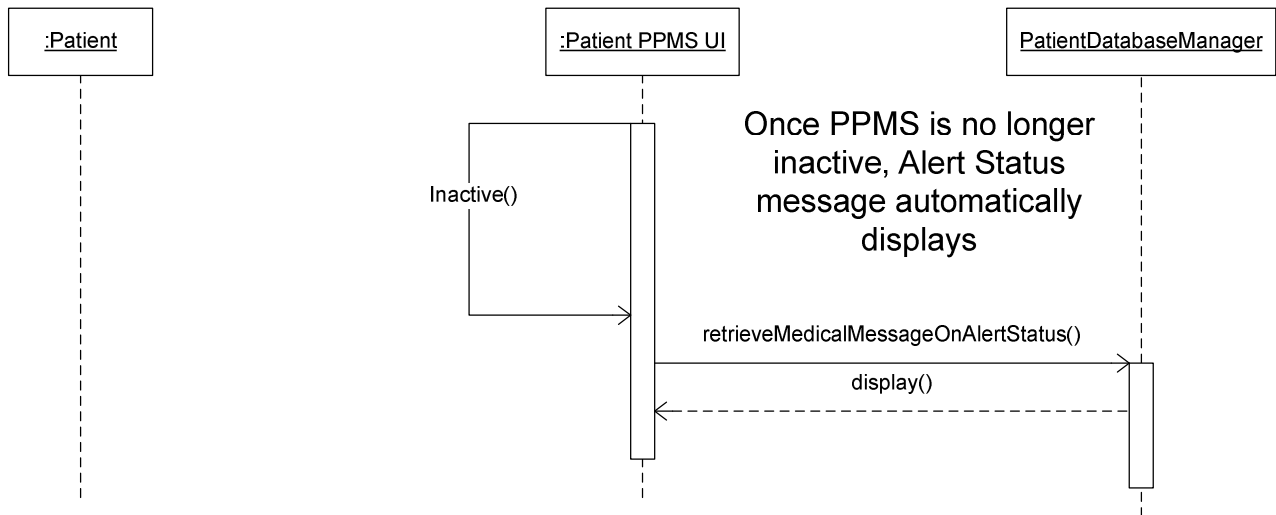 :Patient
:Patient PPMS UI
PatientDatabaseManager
Once PPMS is no longer
inactive, Alert Status
message automatically
displays
Inactive()
retrieveMedicalMessageOnAlertStatus()
display()